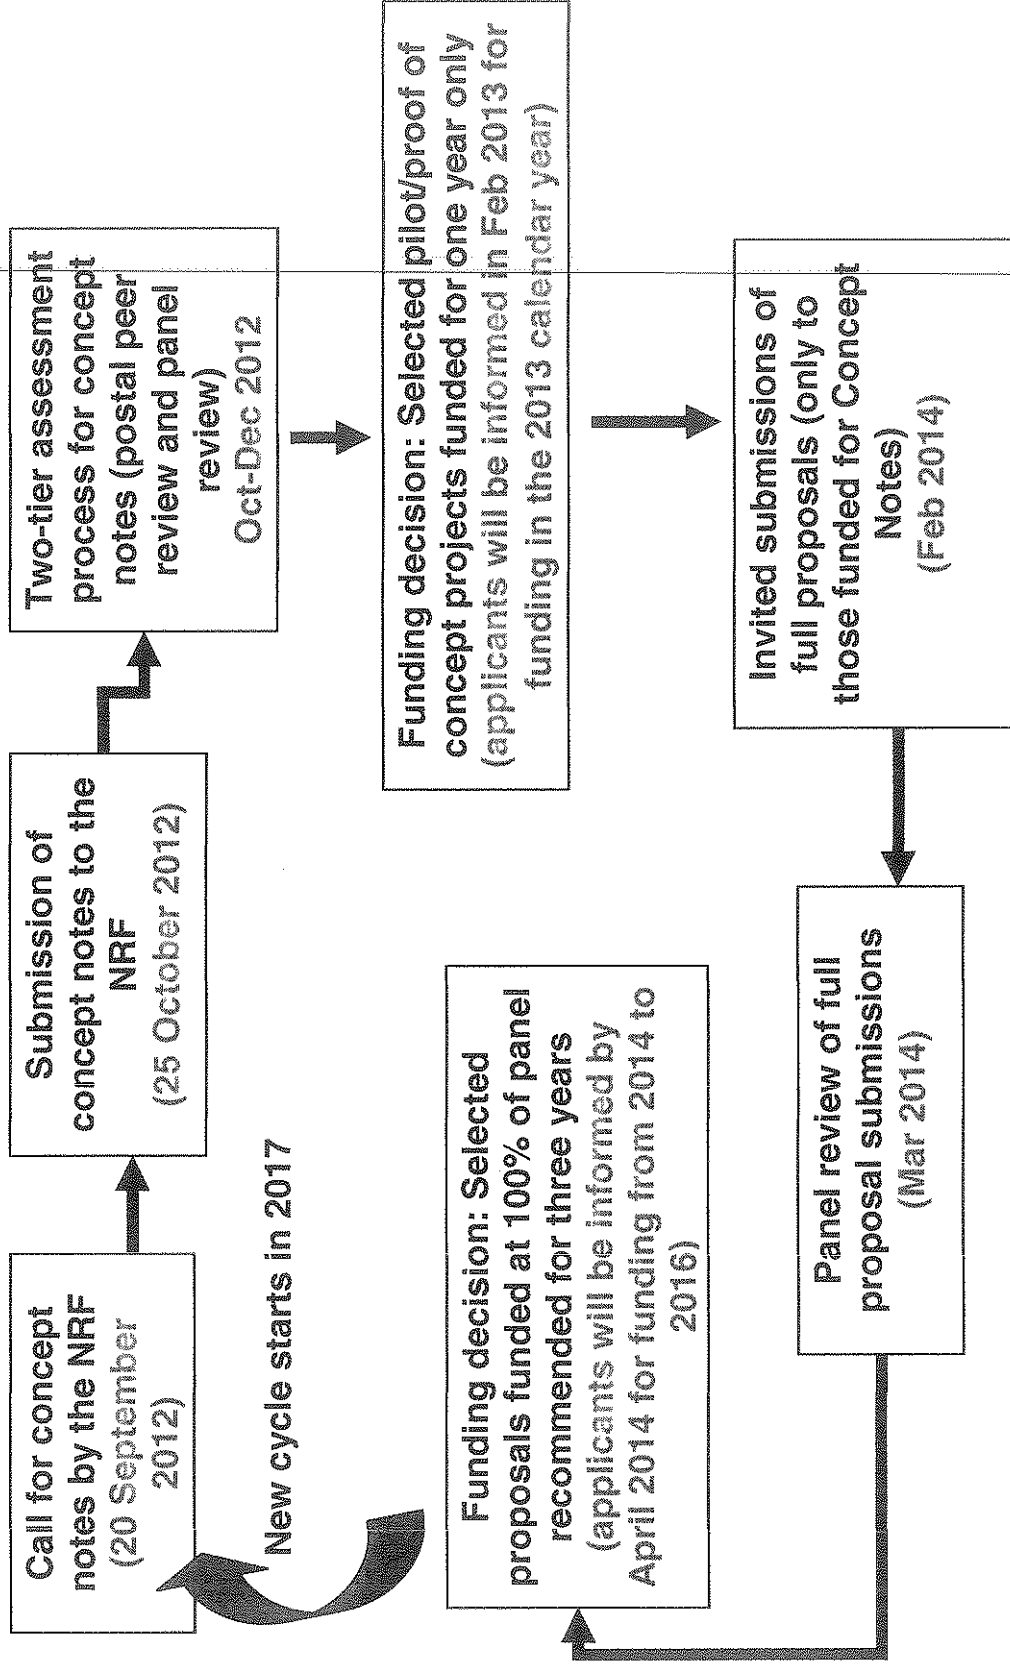 Call for concept
notes by the NRF
(20 September
2012)
Submission of
concept notes to the
NRF
(25 October 2012)
Two-tier assessment
process for concept
notes (postal peer
review and panel
review)
Oct-Dec 2012
Funding decision: Selected pilot/proof of
concept projects funded for one year only
(applicants will be informed in Feb 2013 for
funding in the 2013 calendar year)
Invited submissions of
full proposals (only to
those funded for Concept
Notes)
(Feb 2014)
Panel review of full
proposal submissions
(Mar 2014)
Funding decision: Selected
proposals funded at 100% of panel
recommended for three years
(applicants will be informed by
April 2014 for funding from 2014 to
2016)
New cycle starts in 2017